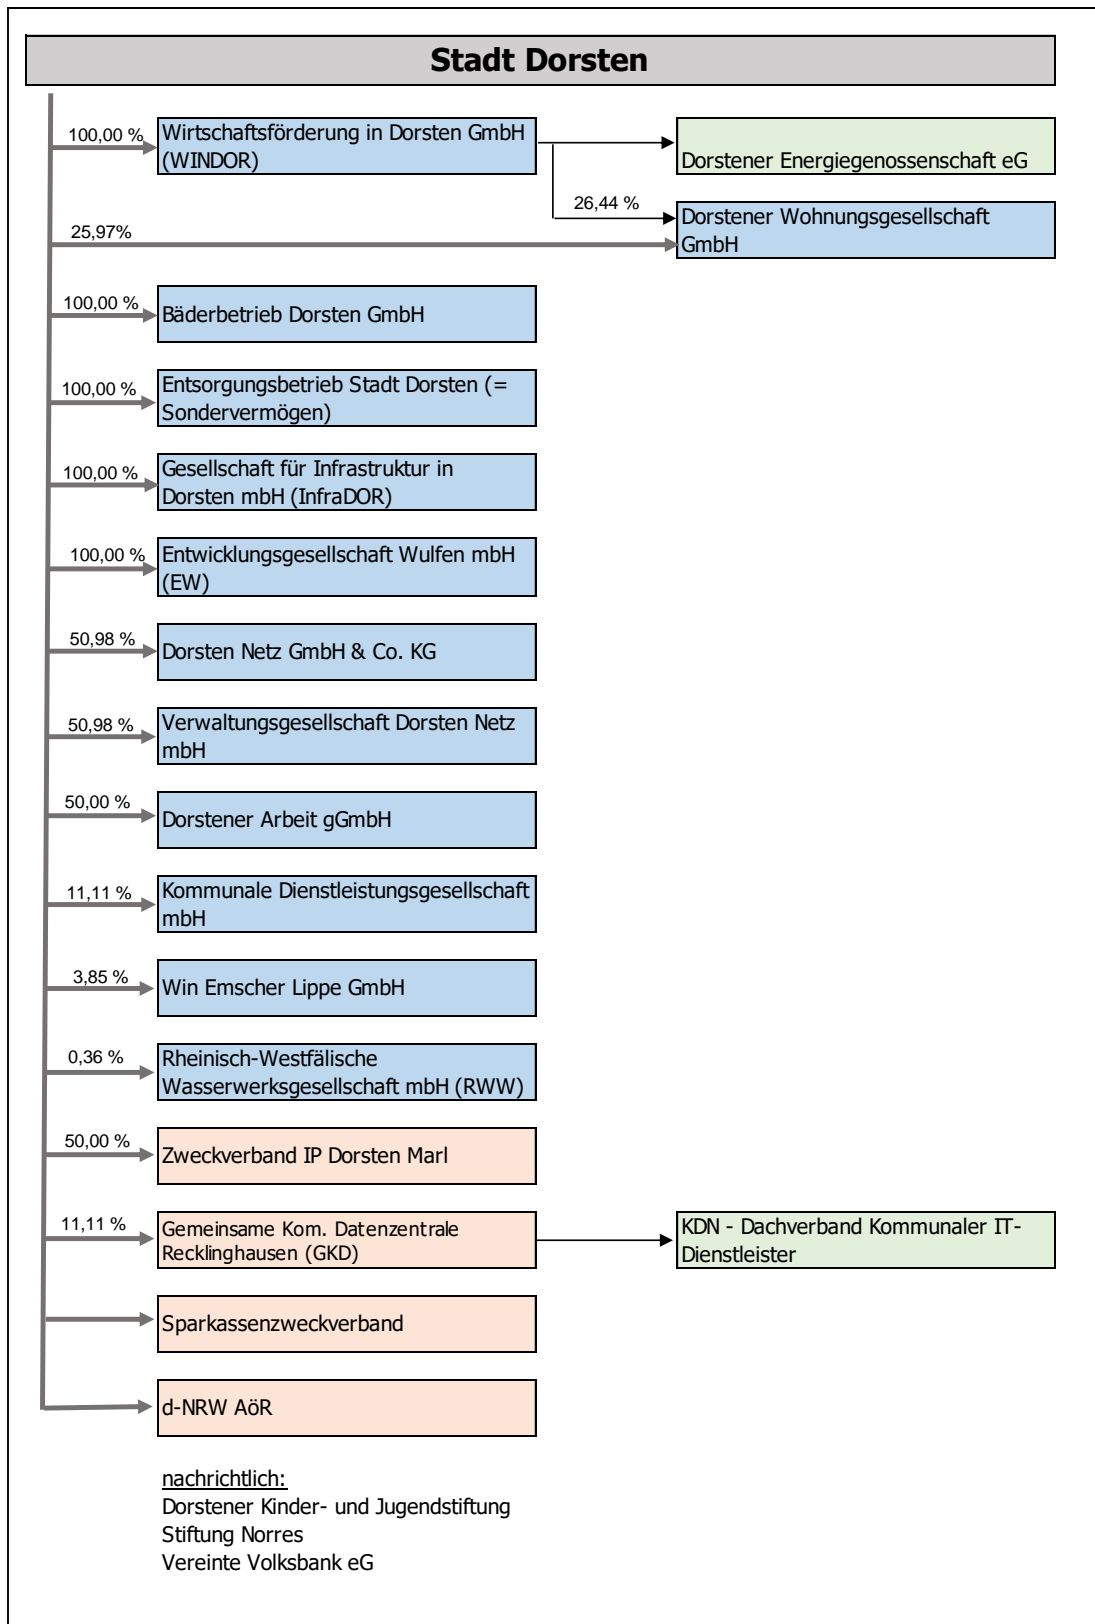 Stadt Dorsten
100,00 %
Wirtschaftsförderung in Dorsten GmbH
(WINDOR)
Dorstener Energiegenossenschaft eG
26,44 %
Dorstener Wohnungsgesellschaft
GmbH
25,97%
100,00 %
Bäderbetrieb Dorsten GmbH
100,00 %
Entsorgungsbetrieb Stadt Dorsten (=
Sondervermögen)
100,00 %
Gesellschaft für Infrastruktur in
Dorsten mbH (InfraDOR)
100,00 %
Entwicklungsgesellschaft Wulfen mbH
(EW)
50,98 %
Dorsten Netz GmbH & Co. KG
50,98 %
Verwaltungsgesellschaft Dorsten Netz
mbH
50,00 %
Dorstener Arbeit gGmbH
11,11 %
Kommunale Dienstleistungsgesellschaft
mbH
3,85 %
Win Emscher Lippe GmbH
0,36 %
Rheinisch-Westfälische
Wasserwerksgesellschaft mbH (RWW)
50,00 %
Zweckverband IP Dorsten Marl
11,11 %
Gemeinsame Kom. Datenzentrale
Recklinghausen (GKD)
KDN - Dachverband Kommunaler IT-
Dienstleister
Sparkassenzweckverband
d-NRW AöR
nachrichtlich:
Dorstener Kinder- und Jugendstiftung
Stiftung Norres
Vereinte Volksbank eG